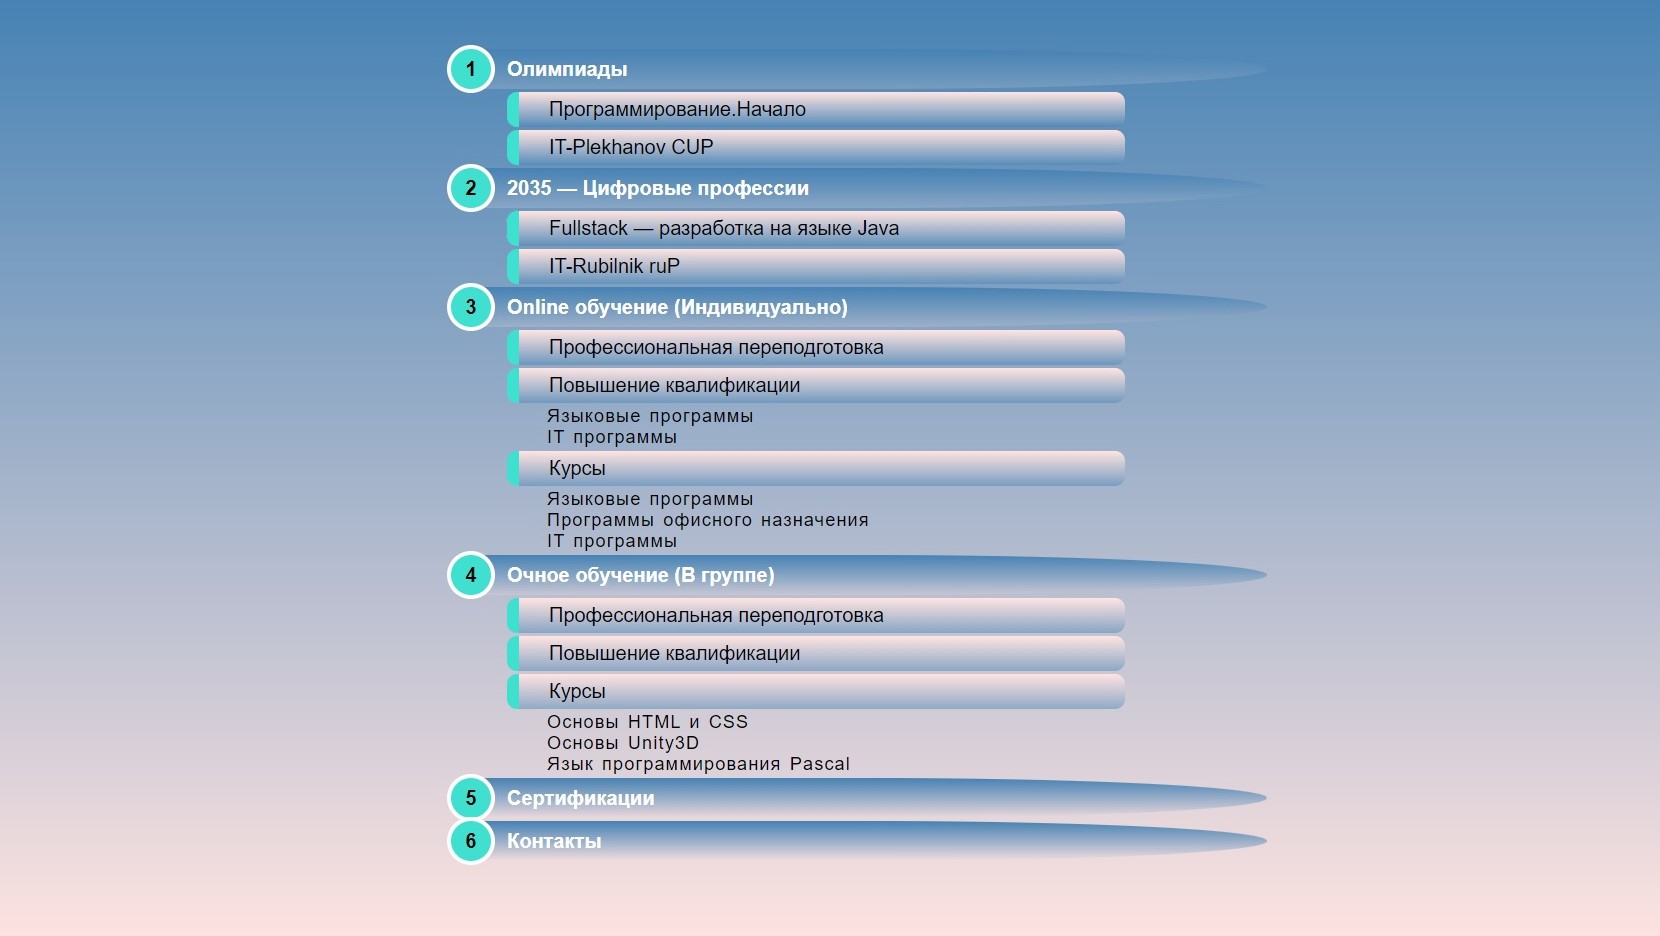 1 Олимпиады
Программирование.Начало
IT-Plekhanov CUP
2 2035 — Цифровые профессии
Fullstack — разработка на языке Java
IT-Rubilnik ruP
3 Online обучение (Индивидуально)
Профессиональная переподготовка
Повышение квалификации
Языковые программы
IT программы
Курсы
Языковые программы
Программы офисного назначения
IT программы
4 Очное обучение (В группе)
Профессиональная переподготовка
Повышение квалификации
Курсы
Основы HTML и CSS
Основы Unity3D
Язык программирования Pascal
5 Сертификации
6 Контакты